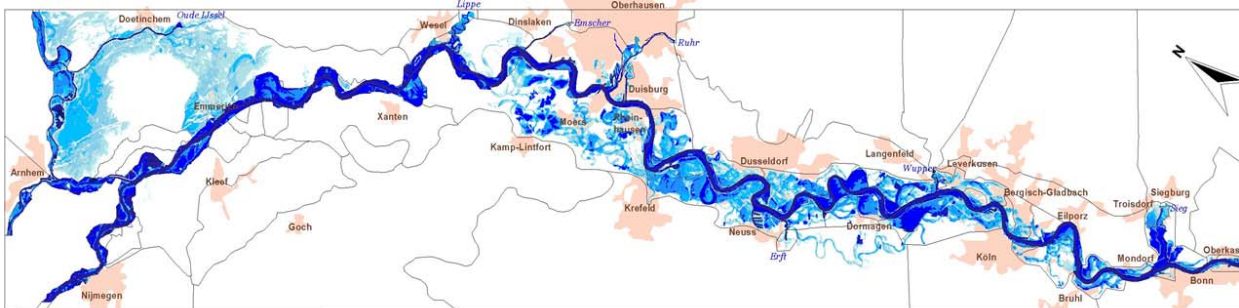 Oberhausen
Doetinchem
Oude IJssel
Lippe
Wesel
Dinslaken
Emscher
Ruhr
N
Emmerich
Xanten
Duisburg
Moers
Rhein-
hausen
Kamp-Lintfort
Arnhem
Kleef
Goch
Nijmegen
Krefeld
Dusseldorf
Neuss
Erft
Langenfeld
Wupper
Leverkusen
Dormagen
Bergisch-Gladbach
Köln
Eilporz
Siegburg
Troisdorf
Sieg
Mondorf
Oberkas
Bonn
Bruhl